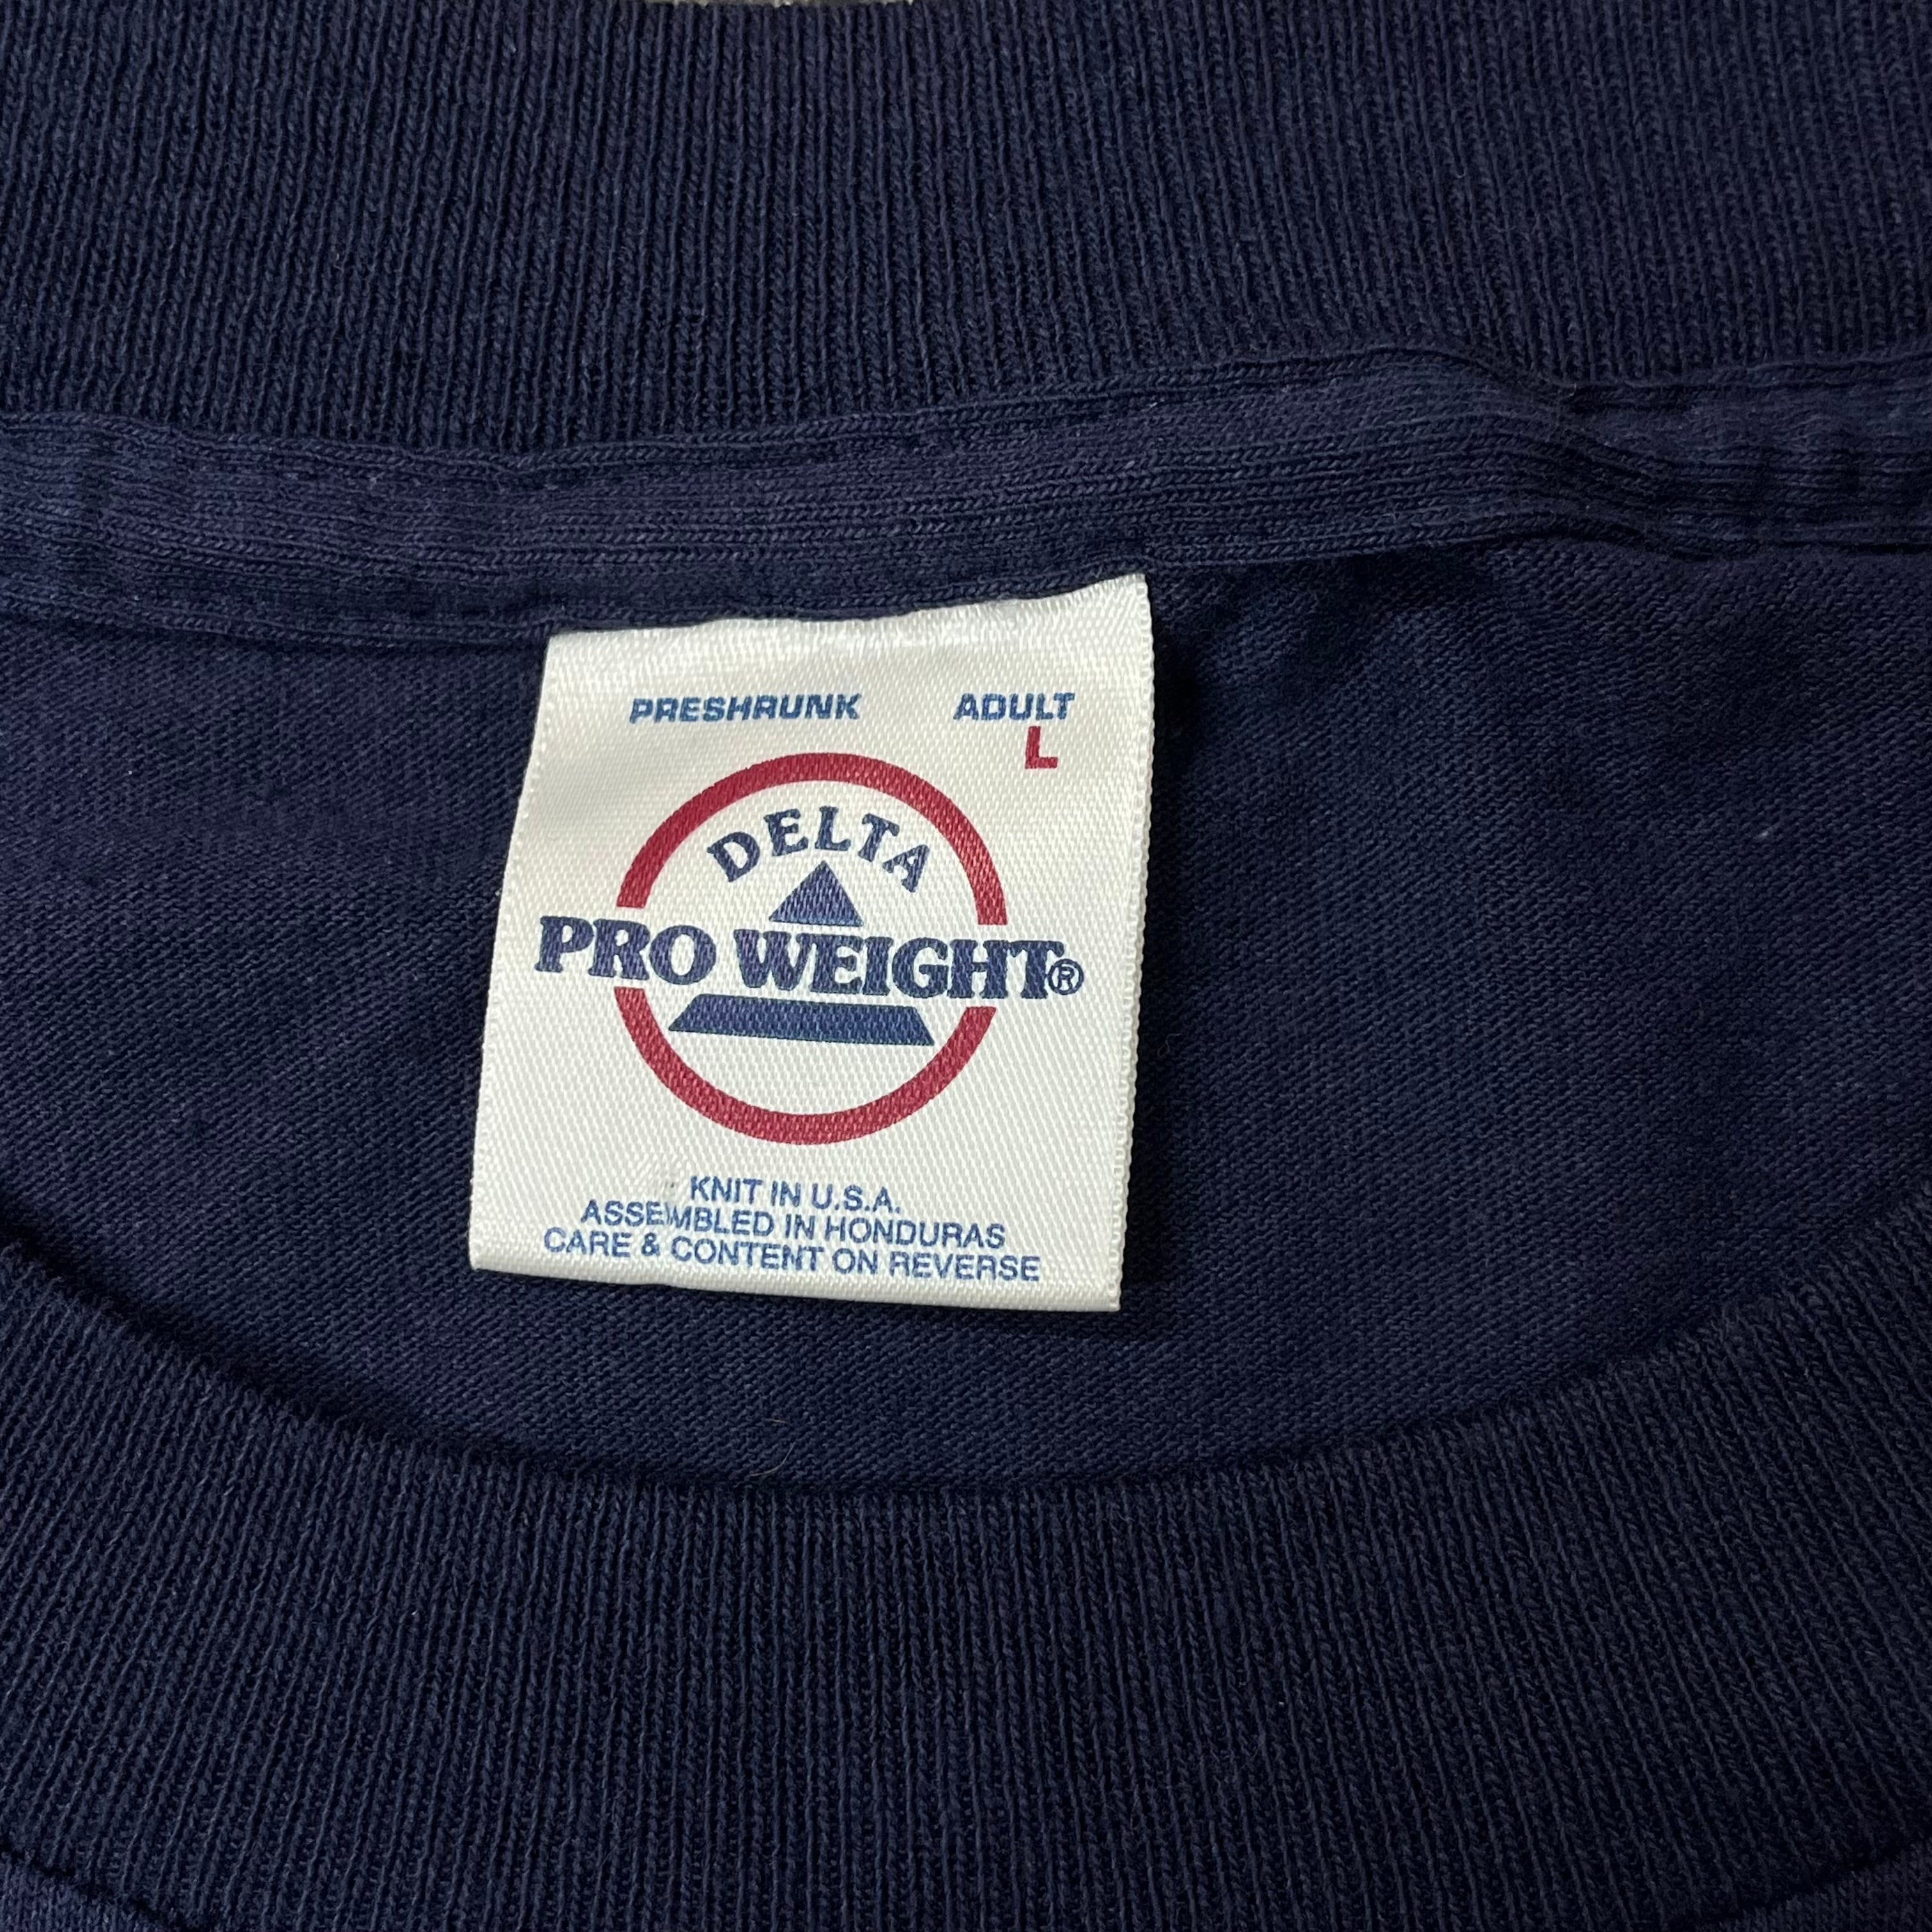 PRESHRUNK ADULT
L
DELTA
PRO WEIGHT®
KNIT IN U.S.A.
ASSEMBLED IN HONDURAS
CARE & CONTENT ON REVERSE